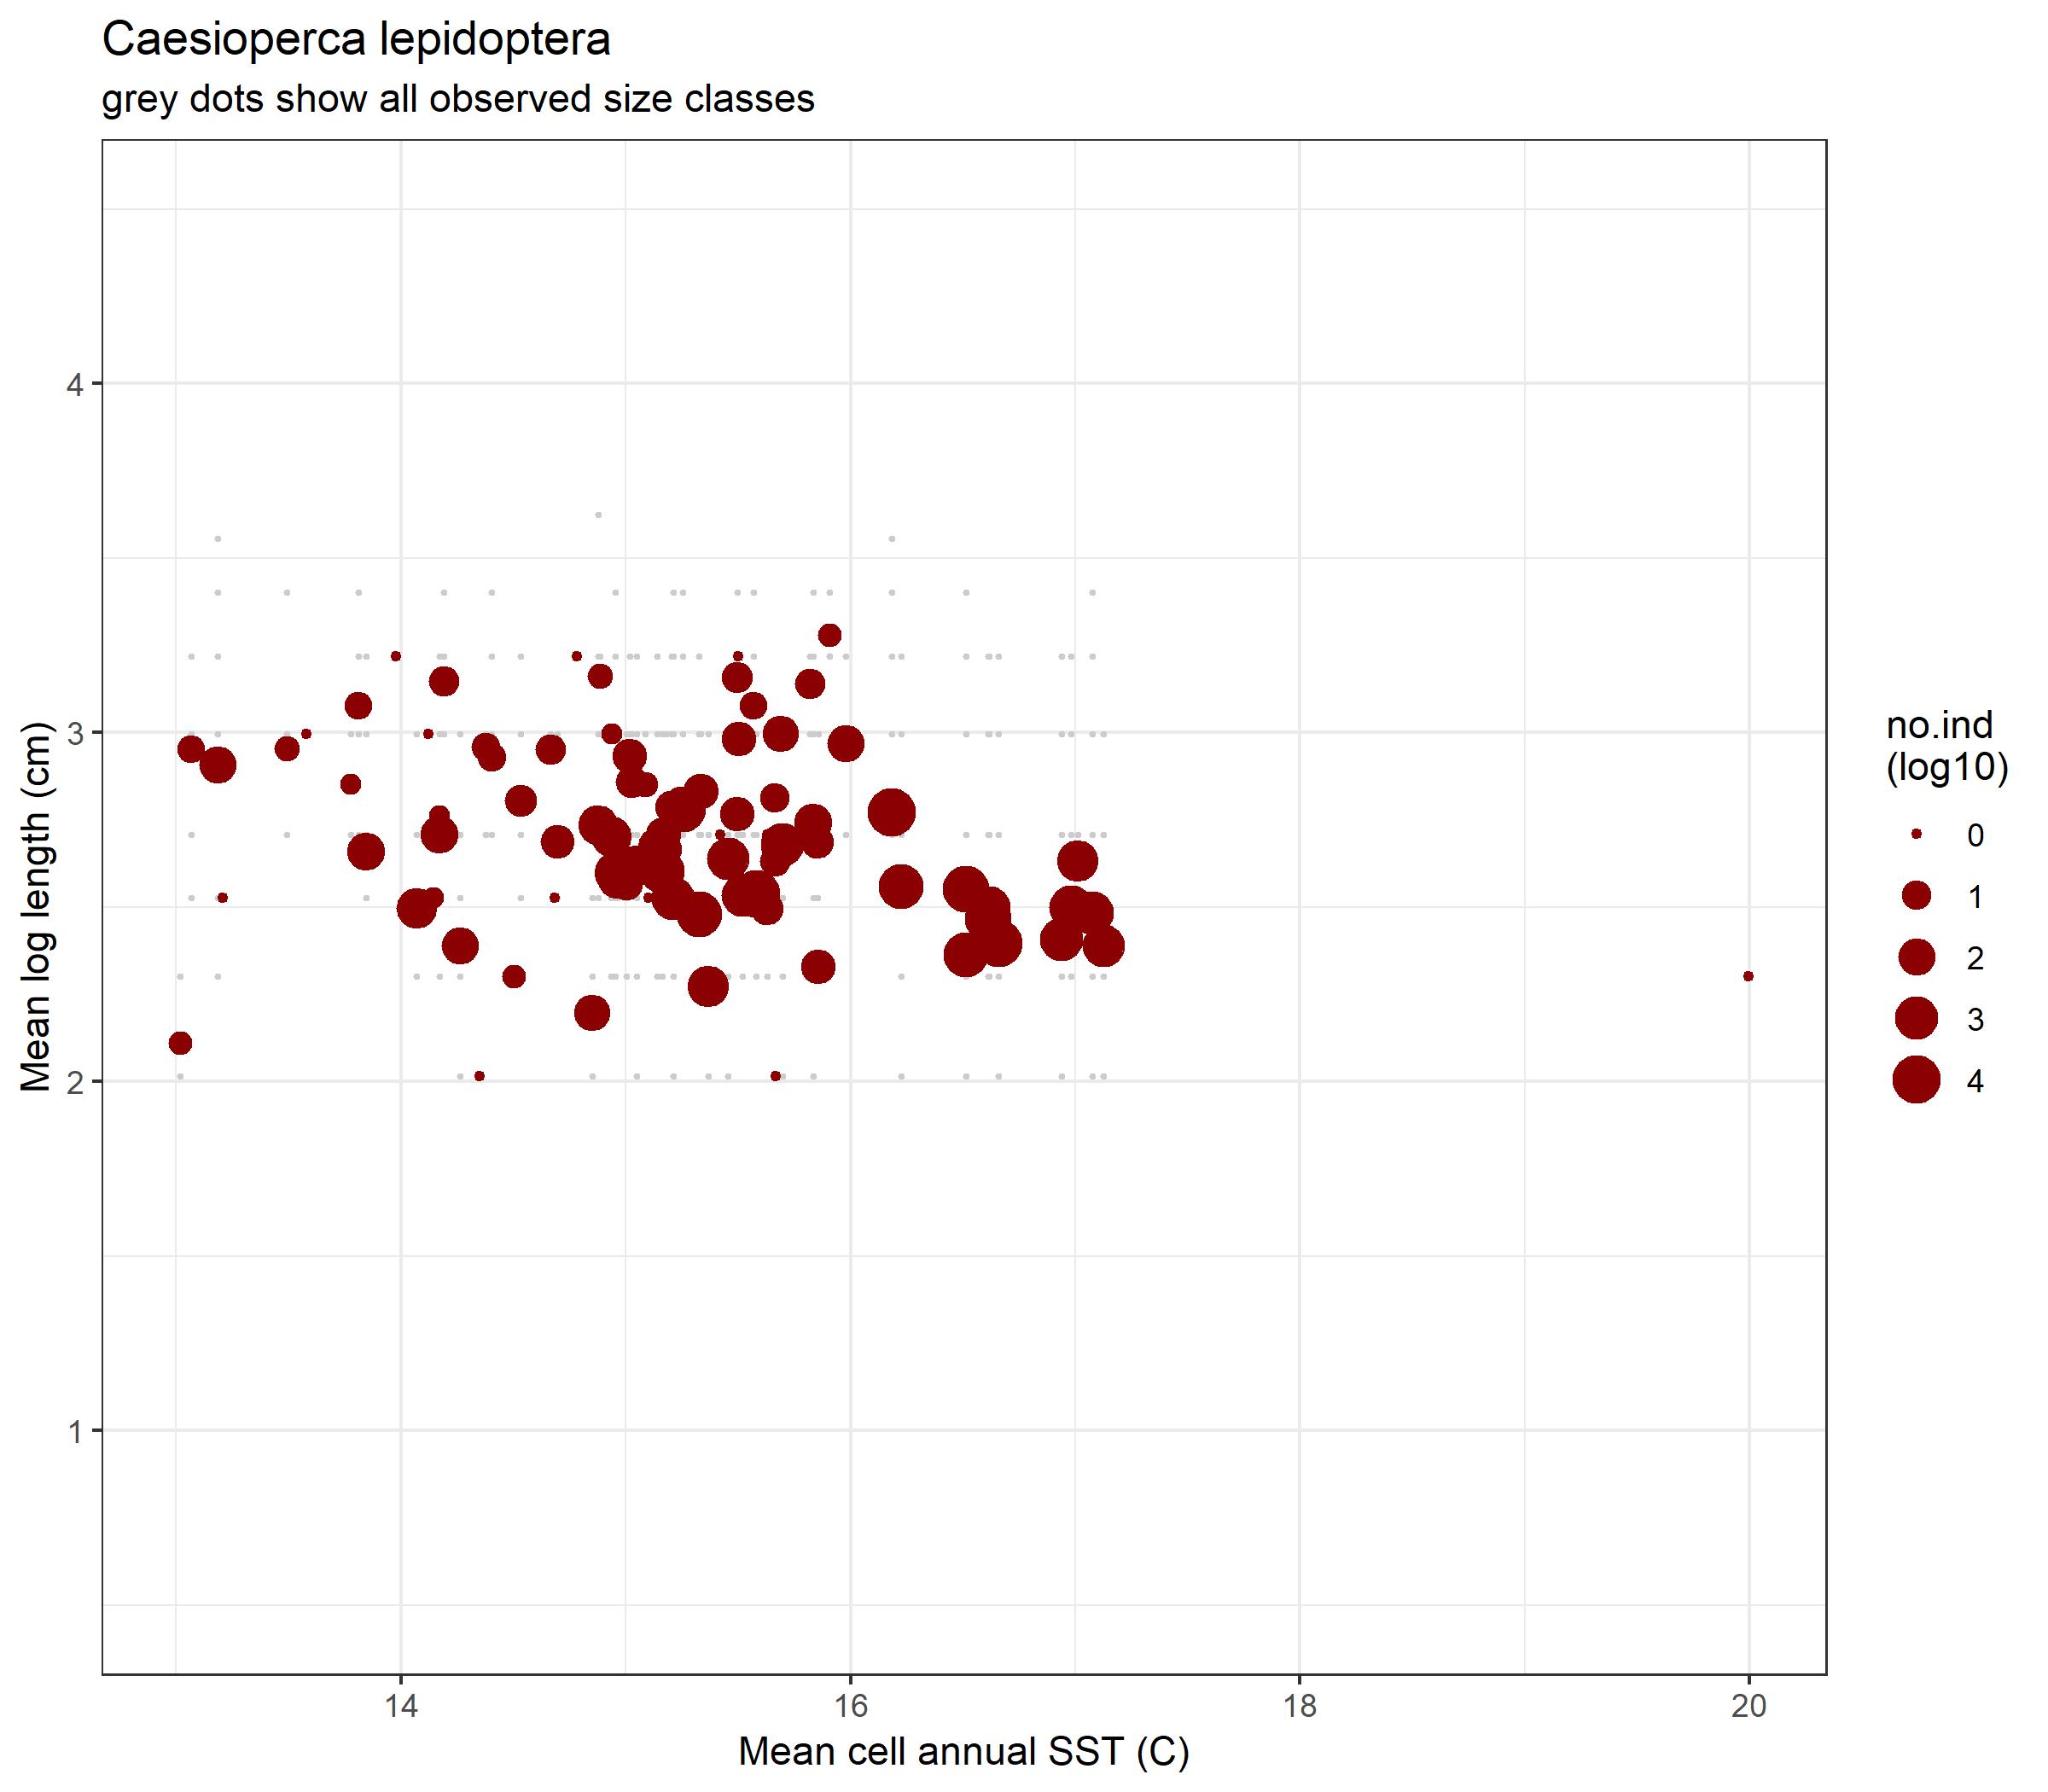 Caesioperca lepidoptera
grey dots show all observed size classes
Mean log length (cm)
4
3
2
1
14
16
18
20
Mean cell annual SST (C)
no.ind
(log10)
0
1
2
3
4